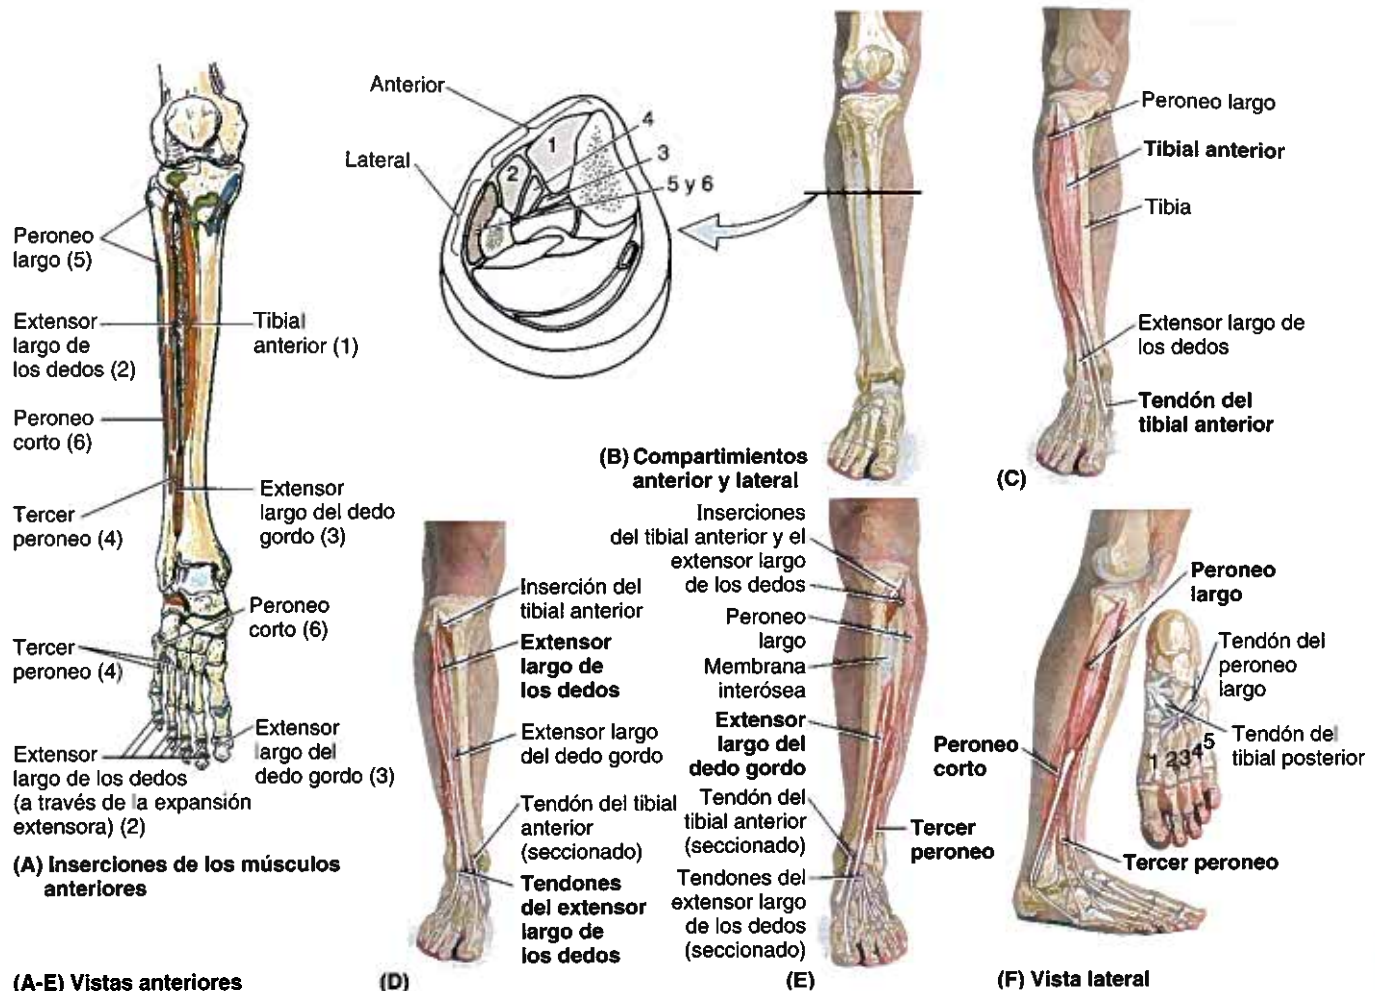 Peroneo
largo (5)
Extensor
largo de
los dedos (2)
Tibial
anterior (1)
Peroneo
corto (6)
Extensor
largo del dedo
gordo (3)
Tercer
peroneo (4)
Peroneo
corto (6)
Tercer
peroneo (4)
Extensor
largo del
dedo gordo (3)
Extensor
largo de los dedos
(a través de la expansión
extensora) (2)
(A) Inserciones de los músculos
anteriores
(A-E) Vistas anteriores
Anterior
Lateral
1
2
4
3
5 y 6
(B) Compartimientos
anterior y lateral
Peroneo largo
Tibial anterior
Tibia
Extensor largo de
los dedos
Tendón del
tibial anterior
(C)
Inserción del
tibial anterior
Extensor
largo de
los dedos
Extensor largo
del dedo gordo
Tendón del tibial
anterior
(seccionado)
Tendones
del extensor
largo de
los dedos
(D)
Inserciones
del tibial anterior y el
extensor largo
de los dedos
Peroneo
largo
Membrana
interósea
Extensor
largo del
dedo gordo
Tendón del
tibial anterior
(seccionado)
Tercer
peroneo
Tendones del
extensor largo
de los dedos
(seccionado)
(E)
Peroneo
largo
Tendón del
peroneo
largo
Tendón del
tibial posterior
1 2 3 4 5
Peroneo
corto
Tercer peroneo
(F) Vista lateral